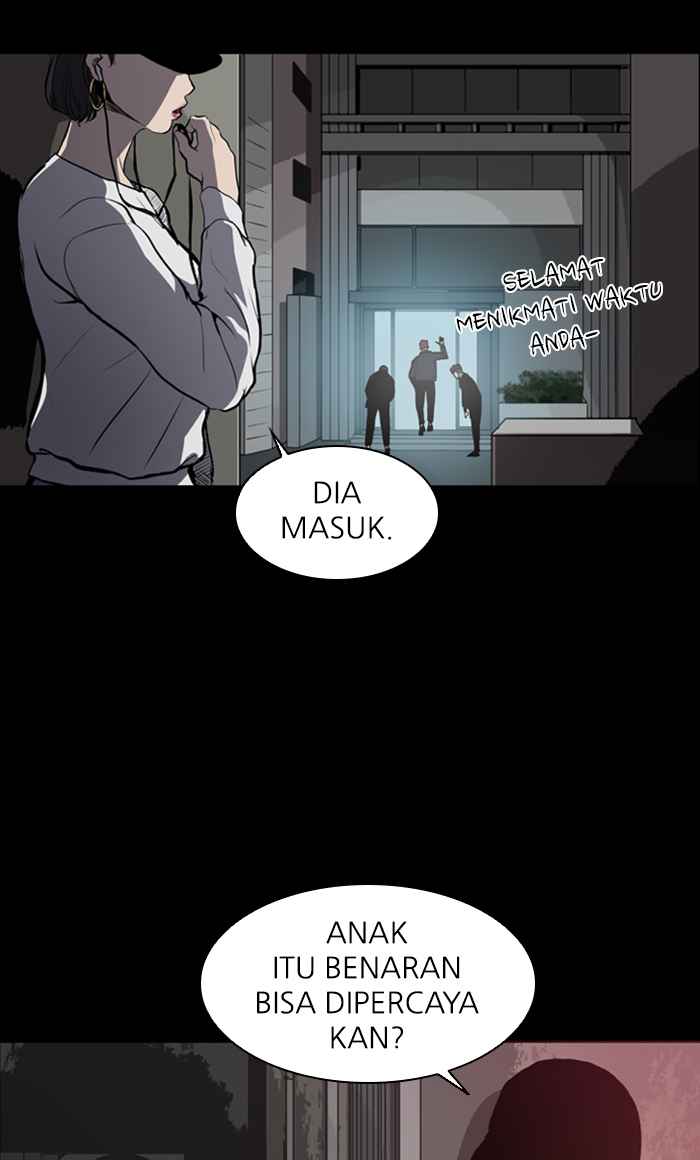 SELAMAT
MENIKMATI WAKTU
ANDA-
DIA
MASUK.
ANAK
ITU BENARAN
BISA DIPERCAYA
KAN?